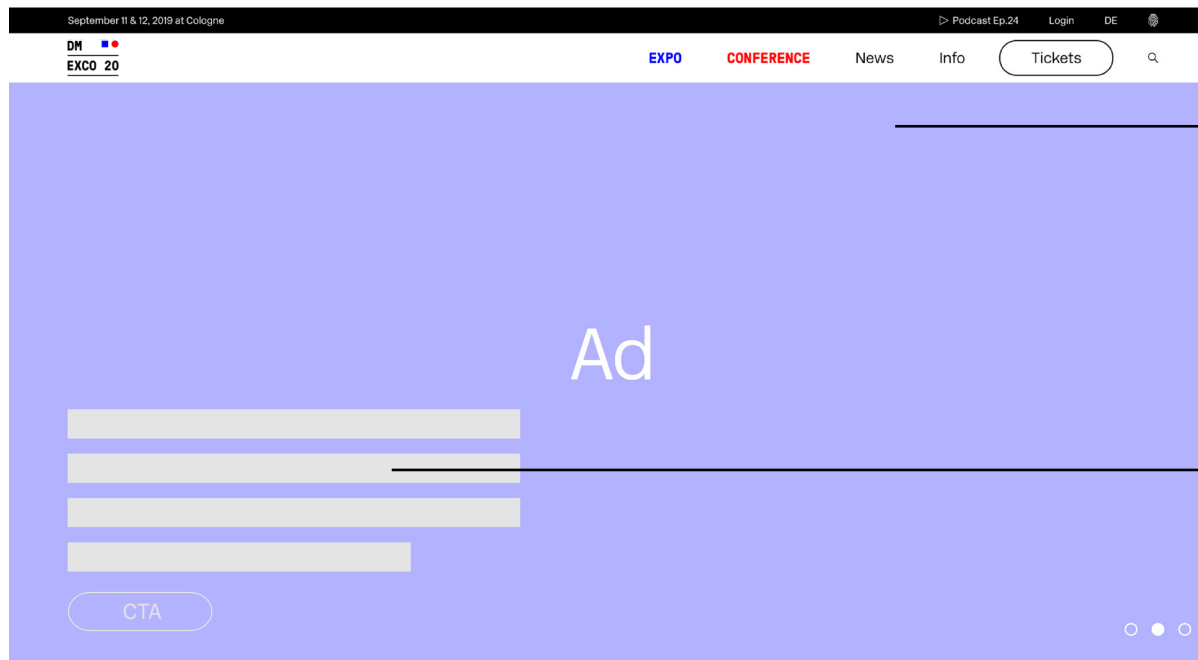 September 11 & 12, 2019 at Cologne
Podcast Ep.24
Login
DE
DM
EXCO 20
EXPO
CONFERENCE
News
Info
Tickets
Ad
CTA